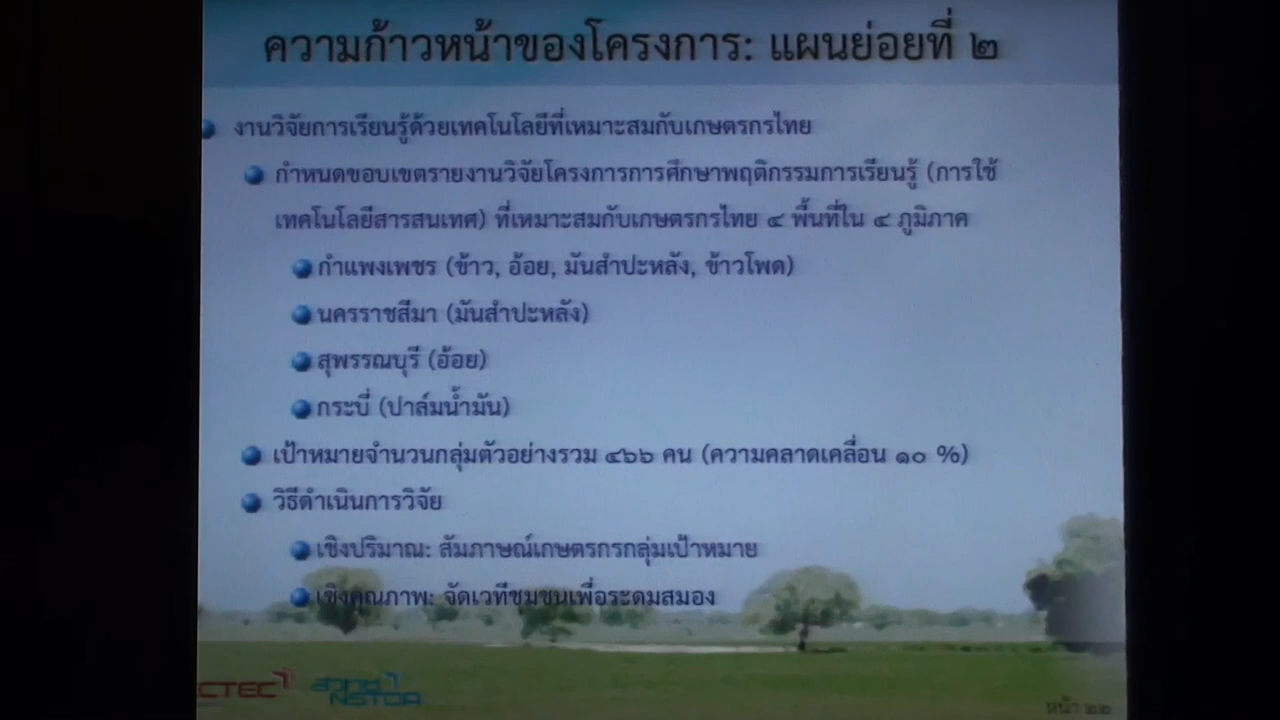 ความก้าวหน้าของโครงการ: แผนย่อยที่ ๒
งานวิจัยการเรียนรู้ด้วยเทคโนโลยีที่เหมาะสมกับเกษตรกรไทย
กำหนดขอบเขตรายงานวิจัยโครงการการศึกษาพฤติกรรมการเรียนรู้ (การใช้
เทคโนโลยีสารสนเทศ) ที่เหมาะสมกับเกษตรกรไทย ๔ พื้นที่ใน ๔ ภูมิภาค
กำแพงเพชร (ข้าว, อ้อย, มันสำปะหลัง, ข้าวโพด)
นครราชสีมา (มันสำปะหลัง)
สุพรรณบุรี (อ้อย)
กระบี่ (ปาล์มน้ำมัน)
เป้าหมายจำนวนกลุ่มตัวอย่างรวม ๔๖๖ คน (ความคลาดเคลื่อน ๑๐ %)
วิธีดำเนินการวิจัย
เชิงปริมาณ: สัมภาษณ์เกษตรกรกลุ่มเป้าหมาย
เชิงคุณภาพ: จัดเวทีชุมชนเพื่อระดมสมอง
CTEC สวทช NSTDA
หน้า ๒๒